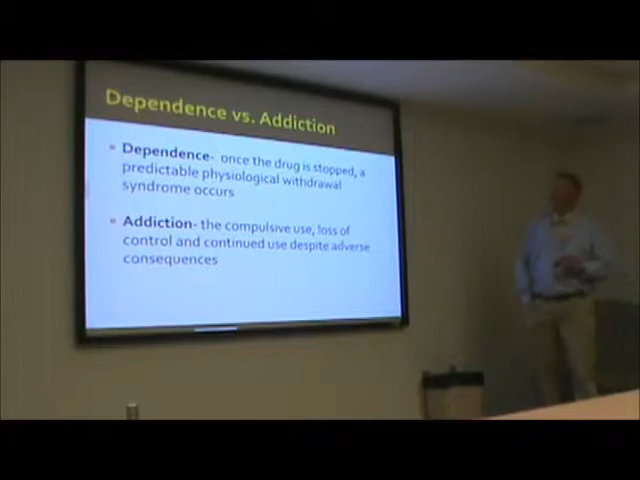 Dependence vs. Addiction
Dependence- once the drug is stopped, a
predictable physiological withdrawal
syndrome occurs
Addiction- the compulsive use, loss of
control and continued use despite adverse
consequences